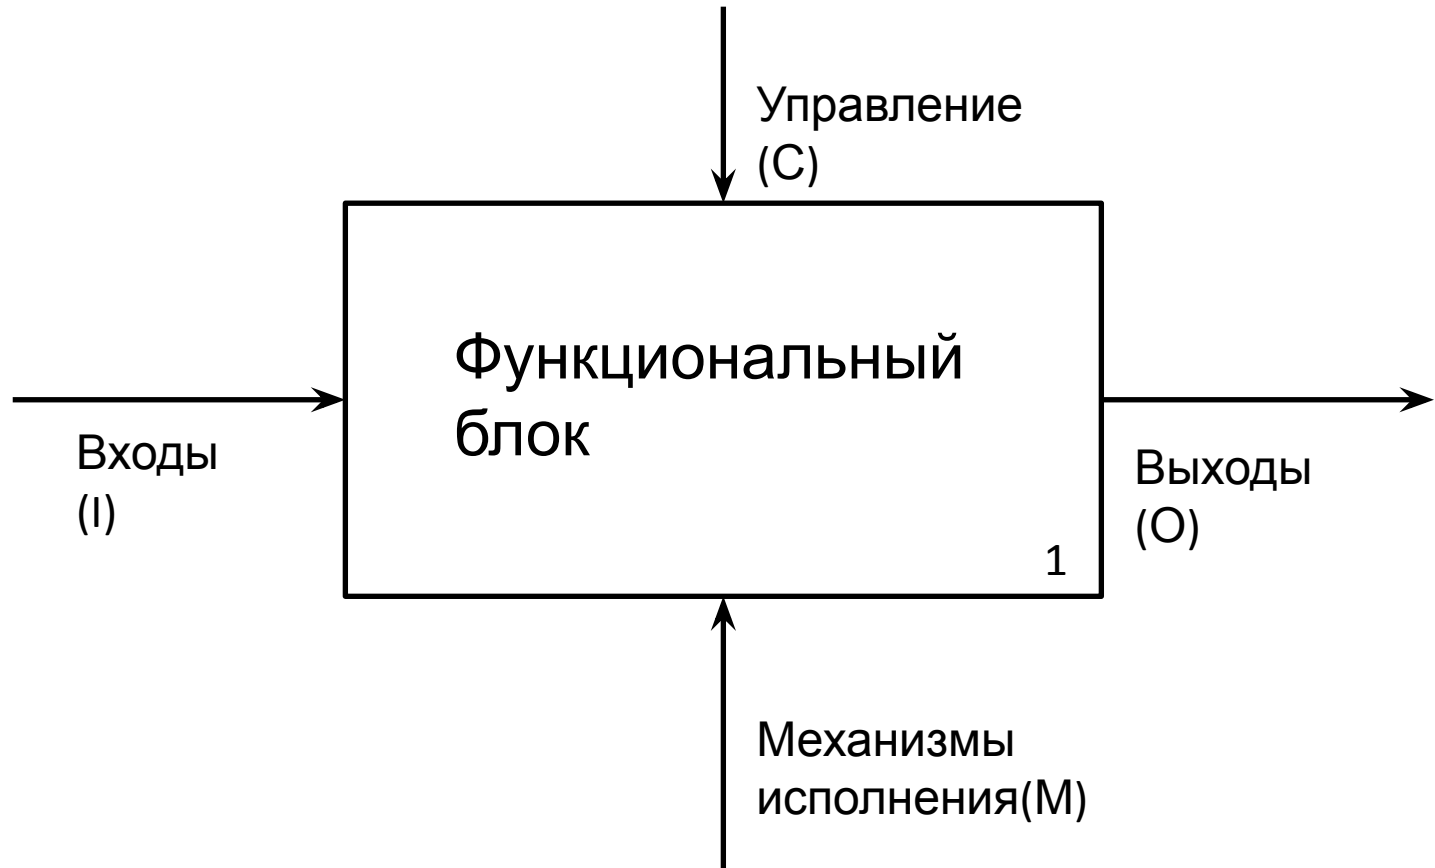 Управление
(C)
Функциональный
блок
Входы
(I)
Выходы
(O)
1
Механизмы
исполнения(M)